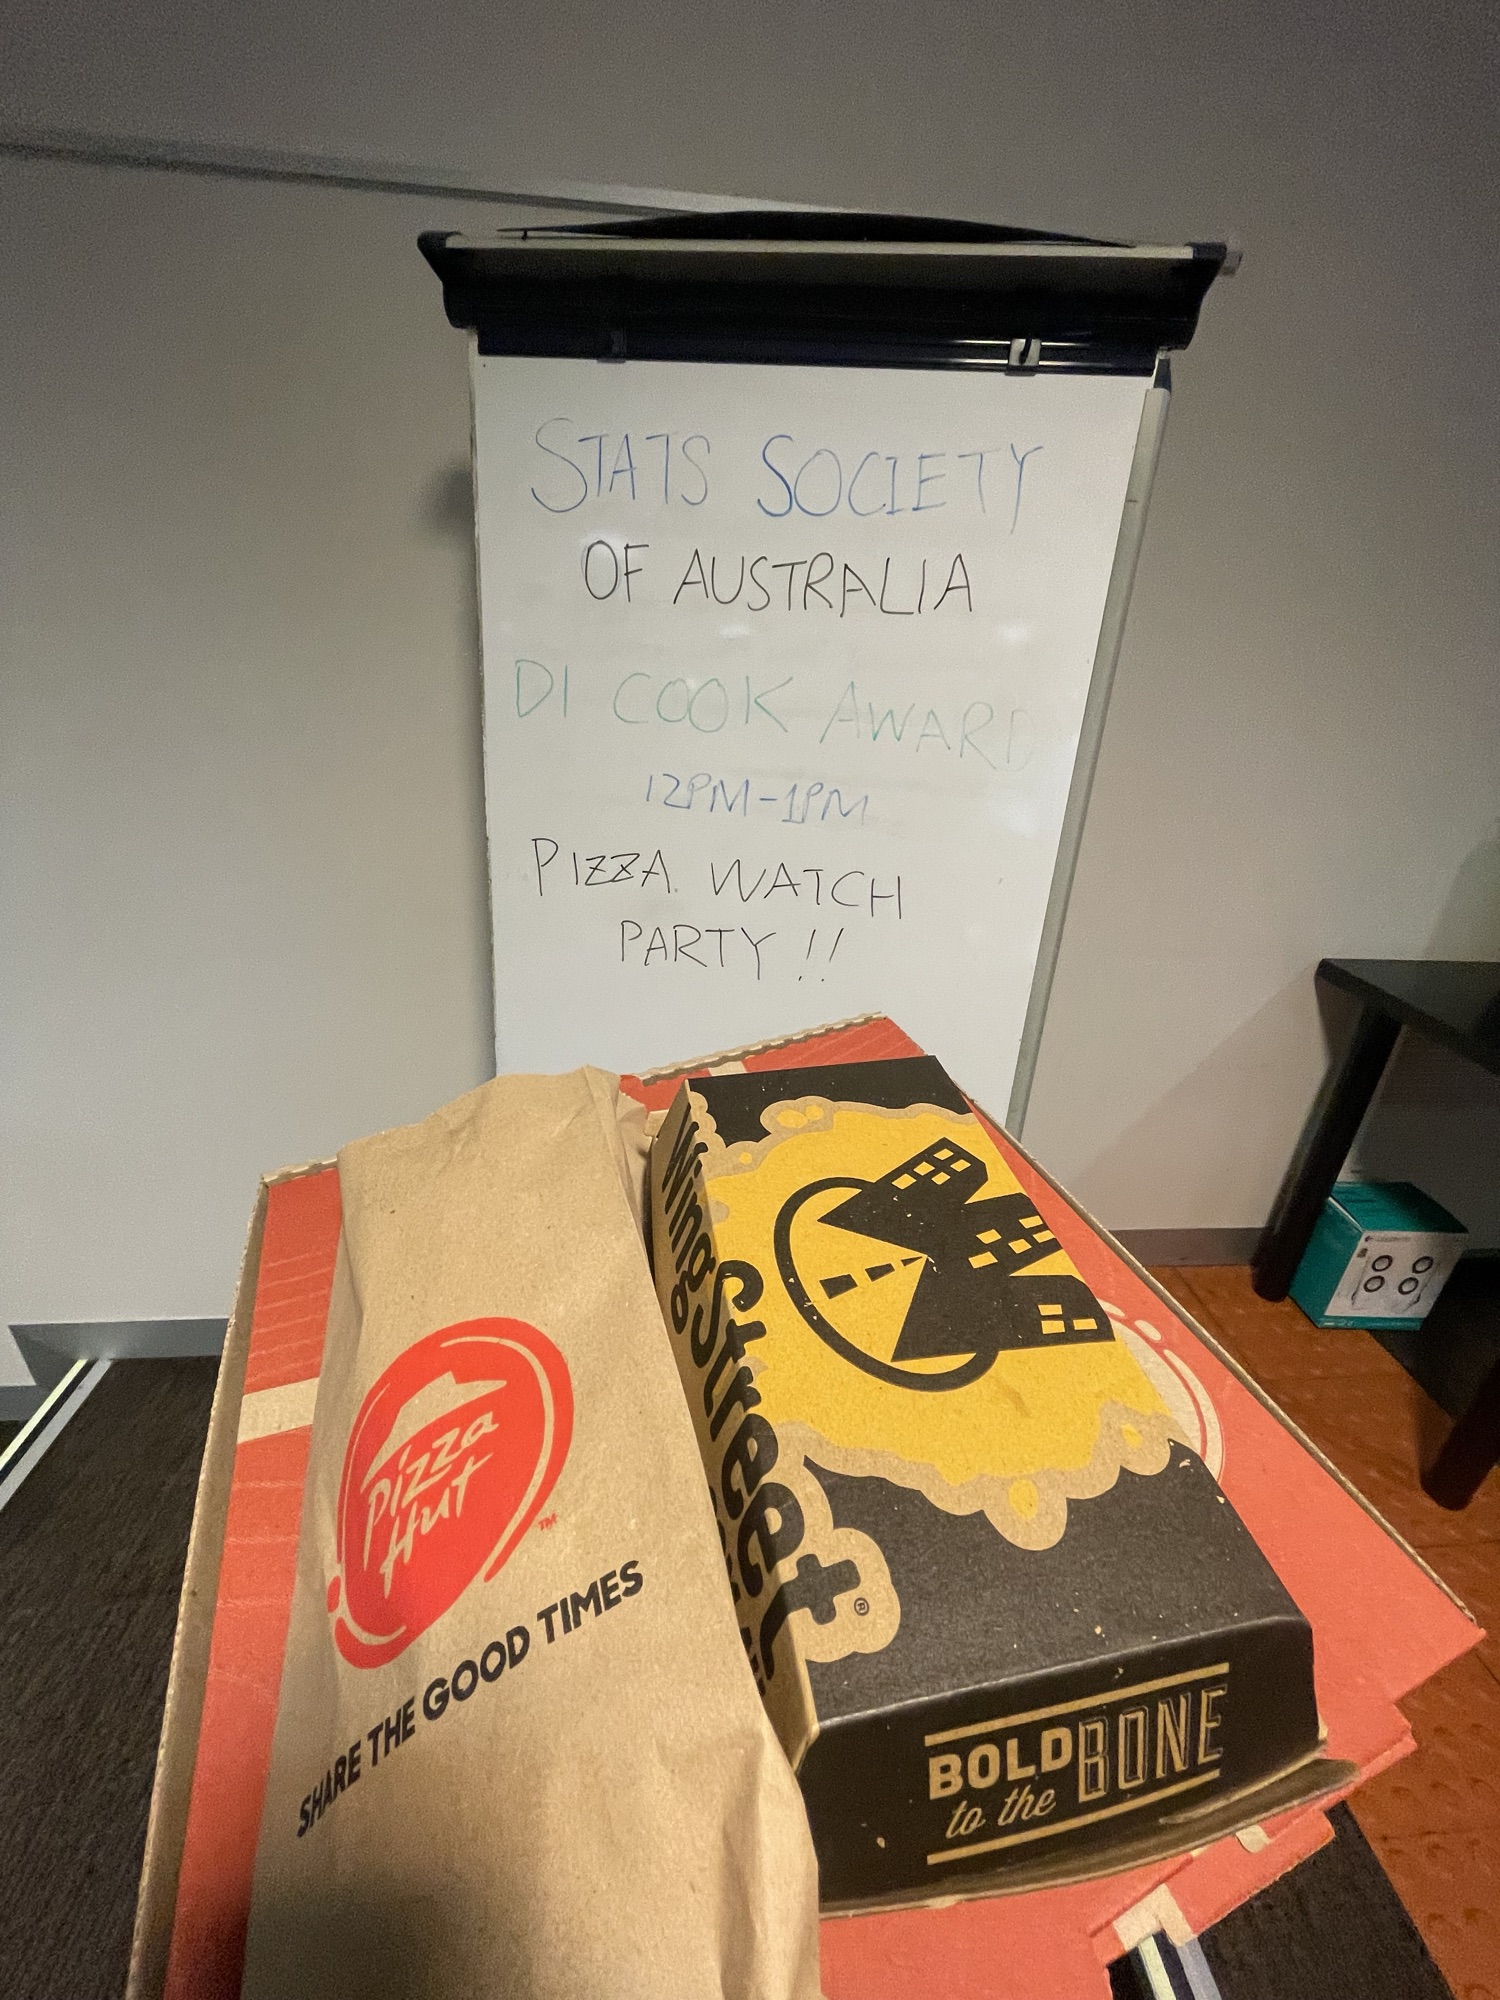 STATS SOCIETY
OF AUSTRALIA
DI COOK AWARD
12PM-1PM
PIZZA WATCH
PARTY !!
Pizza
Hut
TM
SHARE THE GOOD TIMES
WingStreet®
BOLD
to the
BONE